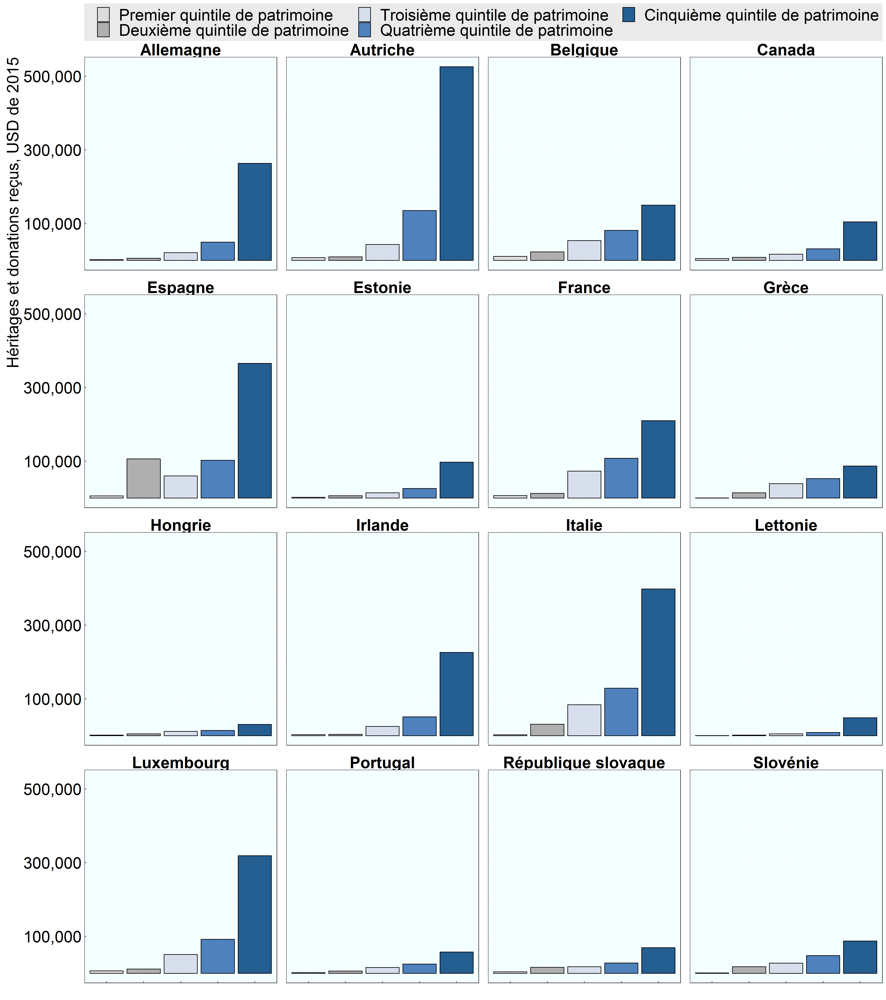 Premier quintile de patrimoine
Troisième quintile de patrimoine
Cinquième quintile de patrimoine
Deuxième quintile de patrimoine
Quatrième quintile de patrimoine
Héritages et donations reçus, USD de 2015
Allemagne
Autriche
Belgique
Canada
500,000
300,000
100,000
Espagne
Estonie
France
Grèce
500,000
300,000
100,000
Hongrie
Irlande
Italie
Lettonie
500,000
300,000
100,000
Luxembourg
Portugal
République slovaque
Slovénie
500,000
300,000
100,000